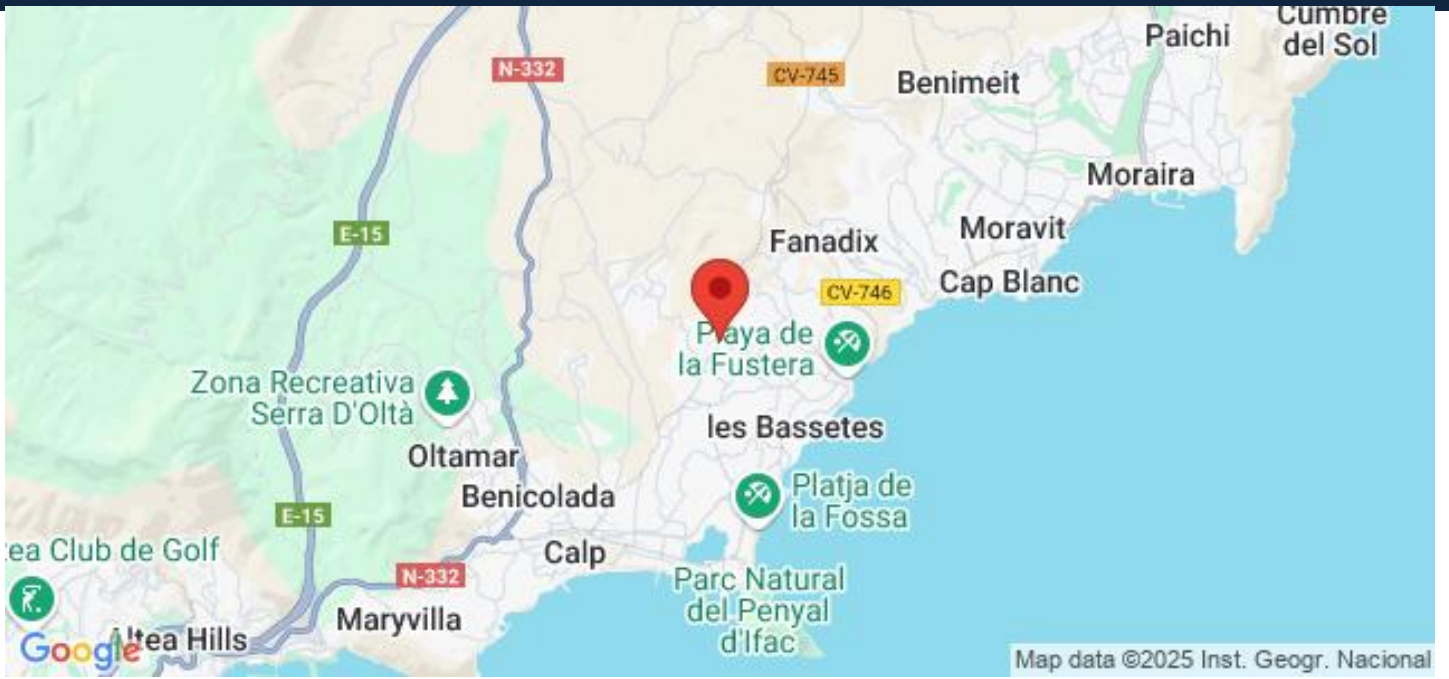 Cumbre
del Sol
Paichi
N-332
CV-745
Benimeit
Moraira
E-15
Fanadix
Moravit
CV-746
Cap Blanc
Playa de
la Fustera
Zona Recreativa
Serra D'Oltà
les Bassetes
Oltamar
Benicolada
Platja de
la Fossa
E-15
ea Club de Golf
Calp
N-332
Parc Natural
del Penyal
d'Ifac
Maryvilla
Altea Hills
Google
Map data ©2025 Inst. Geogr. Nacional